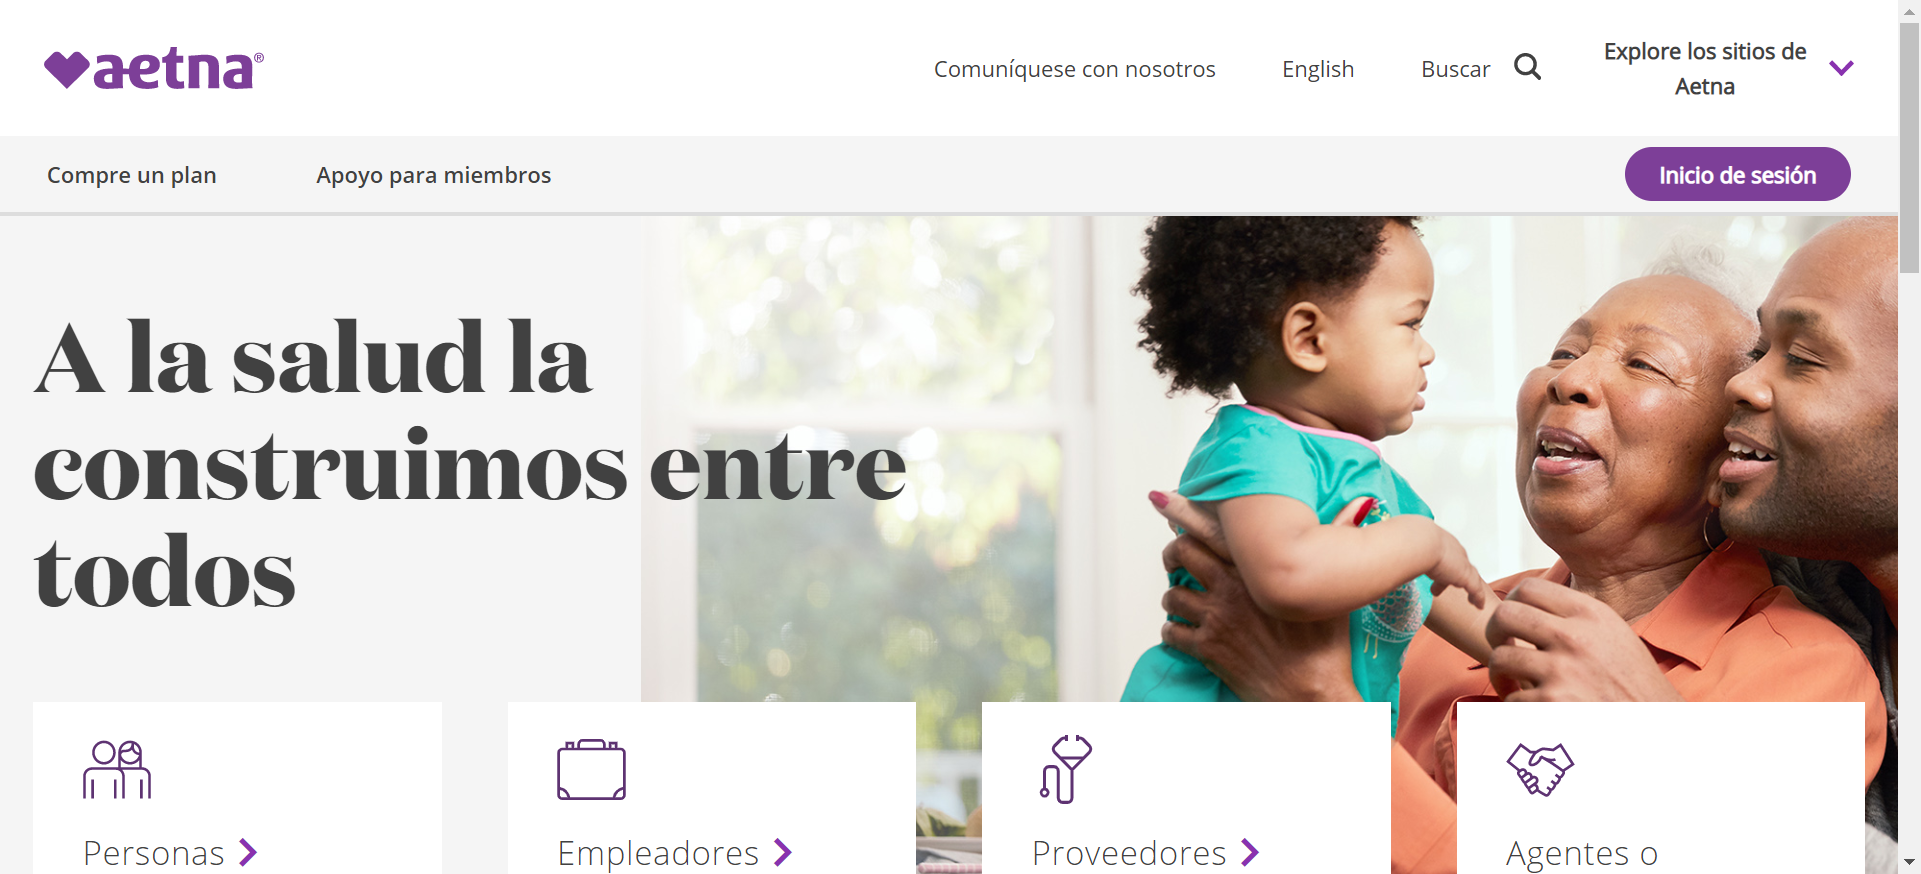 aetna®
Comuníquese con nosotros
English
Buscar
Explore los sitios de
Aetna
Compre un plan
Apoyo para miembros
Inicio de sesión
A la salud la
construimos entre
todos
Personas
Empleadores
Proveedores
Agentes o